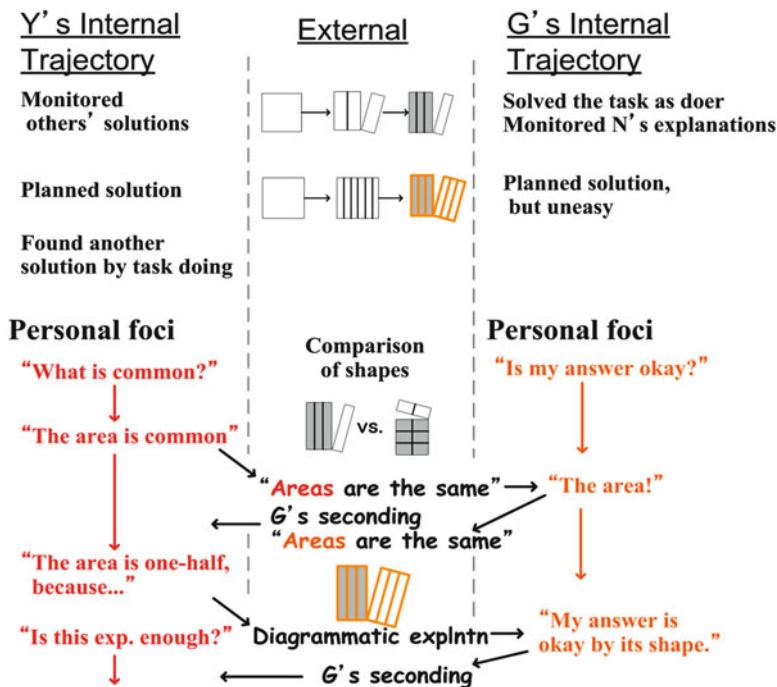 Y's Internal
Trajectory
External
G's Internal
Trajectory
Monitored
others' solutions
Solved the task as doer
Monitored N's explanations
Planned solution
Planned solution,
but uneasy
Found another
solution by task doing
Personal foci
Personal foci
Comparison
of shapes
"What is common?"
"Is my answer okay?"
vs.
"The area is common"
"Areas are the same"
"The area!"
G's seconding
"Areas are the same"
"The area is one-half,
because..."
"Is this exp. enough?"
Diagrammatic explntn
"My answer is
okay by its shape."
G's seconding